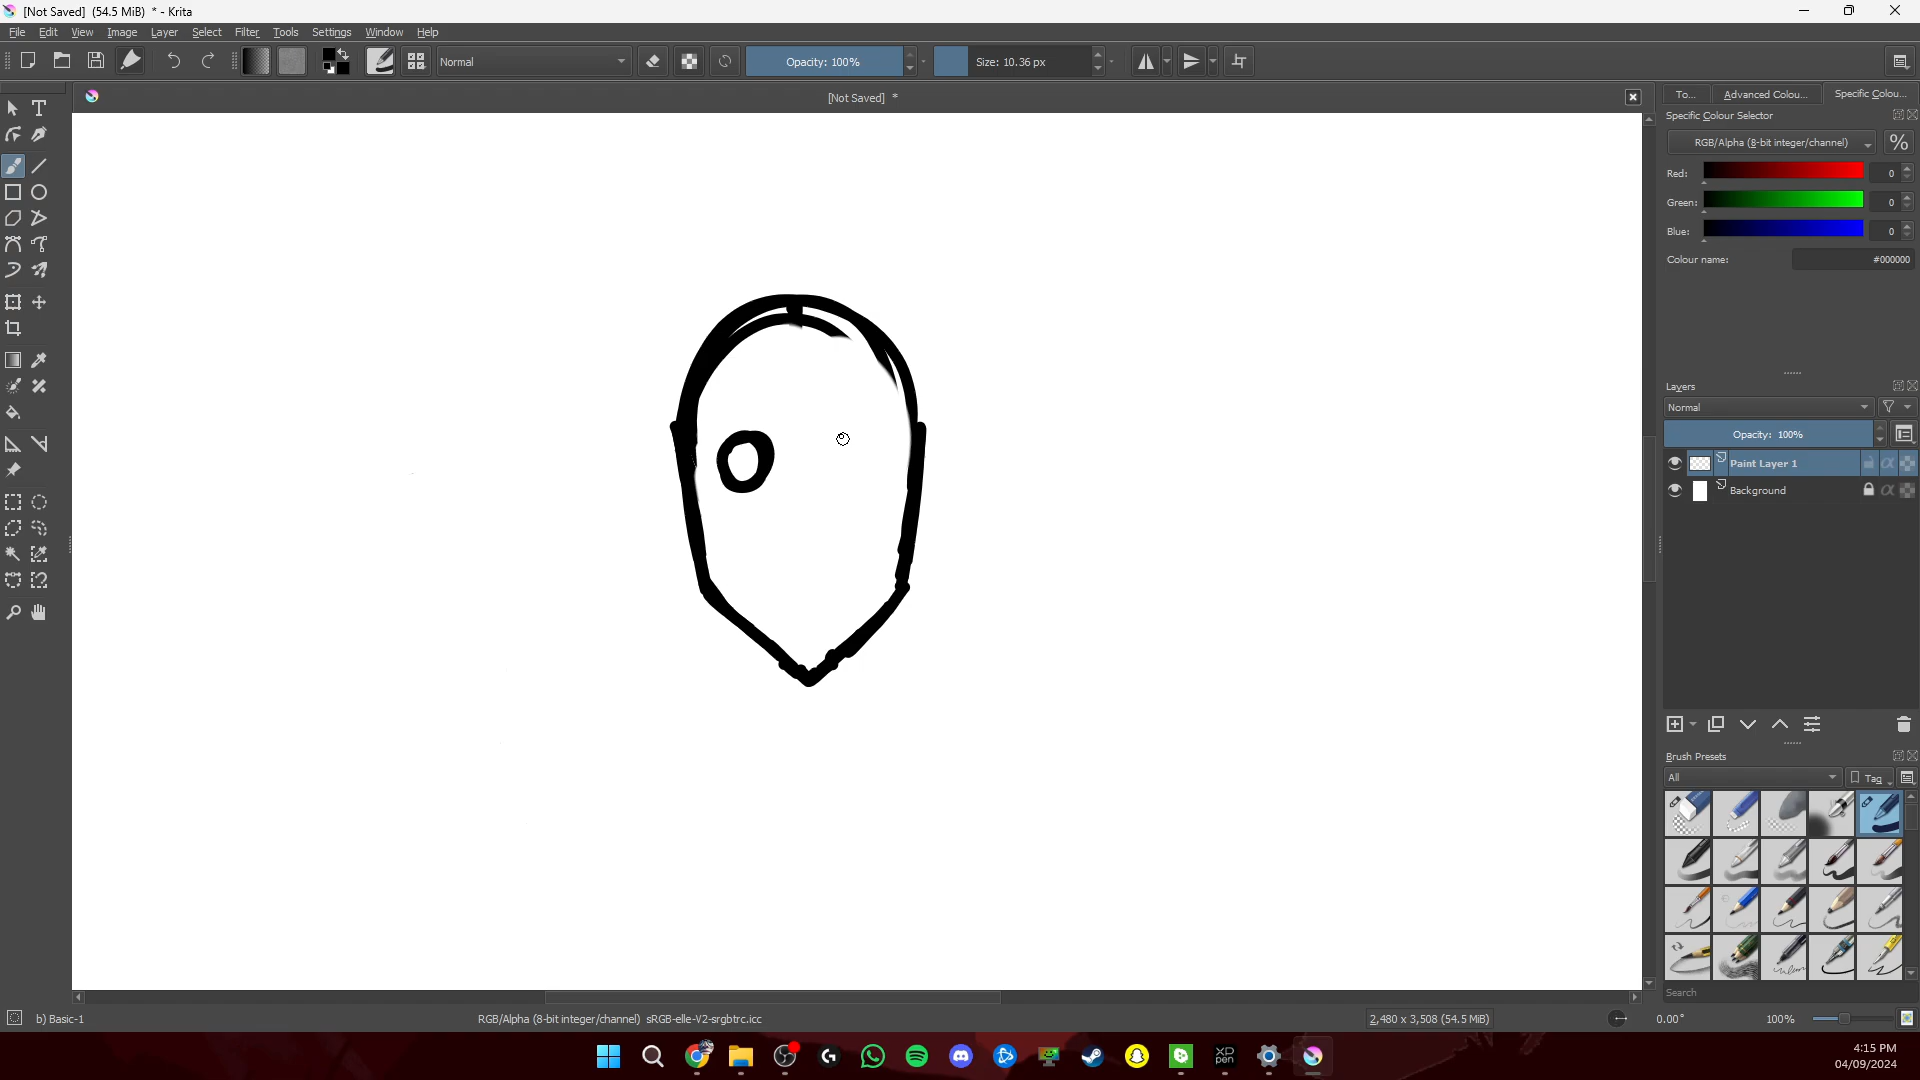 [Not Saved]  (54.5 MiB)  * - Krita
File Edit View Image Layer Select Filter Tools Settings Window Help
Normal Opacity: 100% Size: 10.36 px
[Not Saved]  *
To... Advanced Colou... Specific Colou...
Specific Colour Selector
RGB/Alpha (8-bit integer/channel) %
Red: 0
Green: 0
Blue: 0
Colour name: #000000
Layers
Normal
Opacity: 100%
Paint Layer 1
Background
Brush Presets
All Tag
Search
b) Basic-1 RGB/Alpha (8-bit integer/channel)  sRGB-elle-V2-srgbtrc.icc 2,480 x 3,508 (54.5 MiB) 0.00° 100%
XP
pen
4:15 PM
04/09/2024